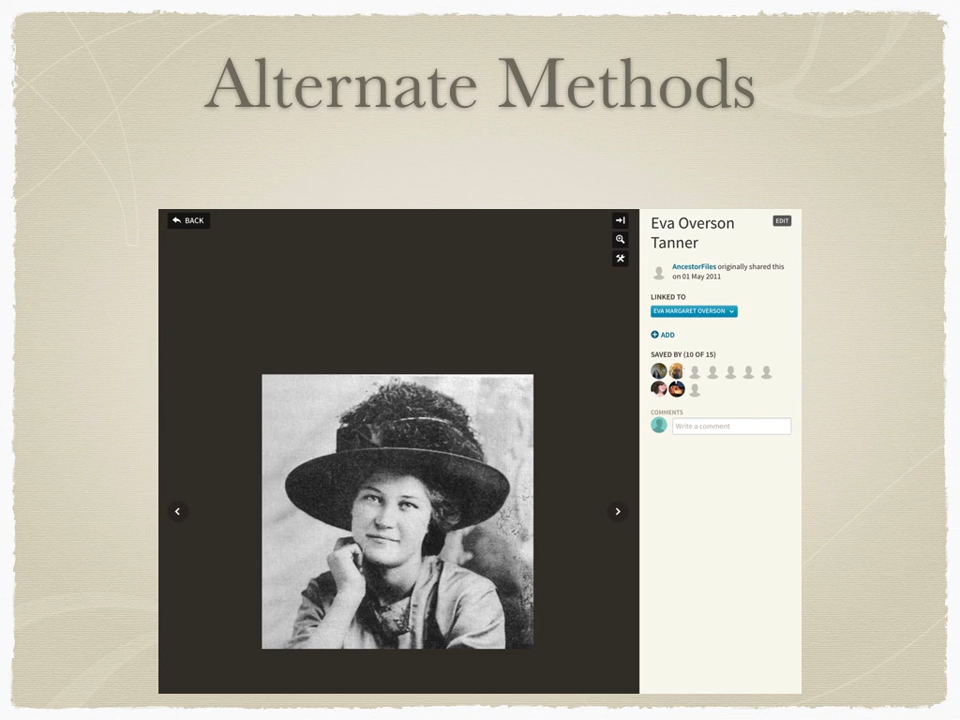 Alternate Methods
BACK
Eva Overson
Tanner
EDIT
AncestorFiles originally shared this
on 01 May 2011
LINKED TO
EVA MARGARET OVERSON
ADD
SAVED BY (10 OF 15)
COMMENTS
Write a comment